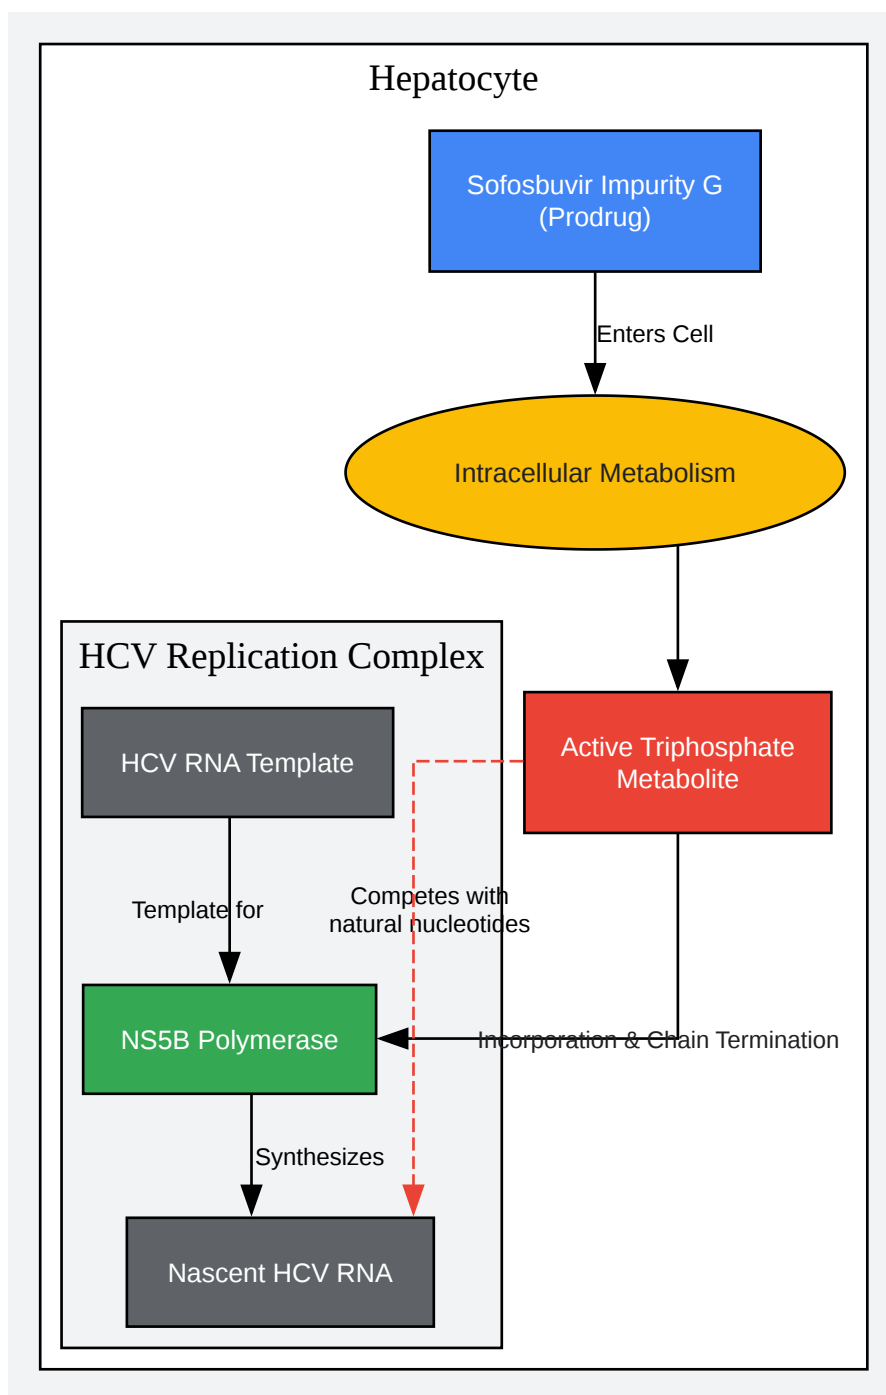 Hepatocyte
Sofosbuvir Impurity G
(Prodrug)
Enters Cell
Intracellular Metabolism
HCV Replication Complex
HCV RNA Template
Active Triphosphate
Metabolite
Template for
Competes with
natural nucleotides
NS5B Polymerase
Incorporation & Chain Termination
Synthesizes
Nascent HCV RNA